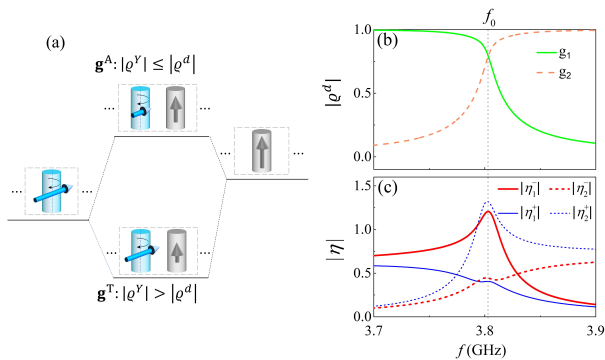 (a)
g^A: |ϱ^Y| ≤ |ϱ^d|
... ...
... ...
... ...
... ...
g^T: |ϱ^Y| > |ϱ^d|
f_0
(b)
g_1
g_2
|ϱ^d|
1.0
0.5
0.0
(c)
|η_1^-| |η_2^-|
|η_1^+| |η_2^+|
|η|
1.5
1.0
0.5
0.0
3.7 3.8 3.9
f (GHz)